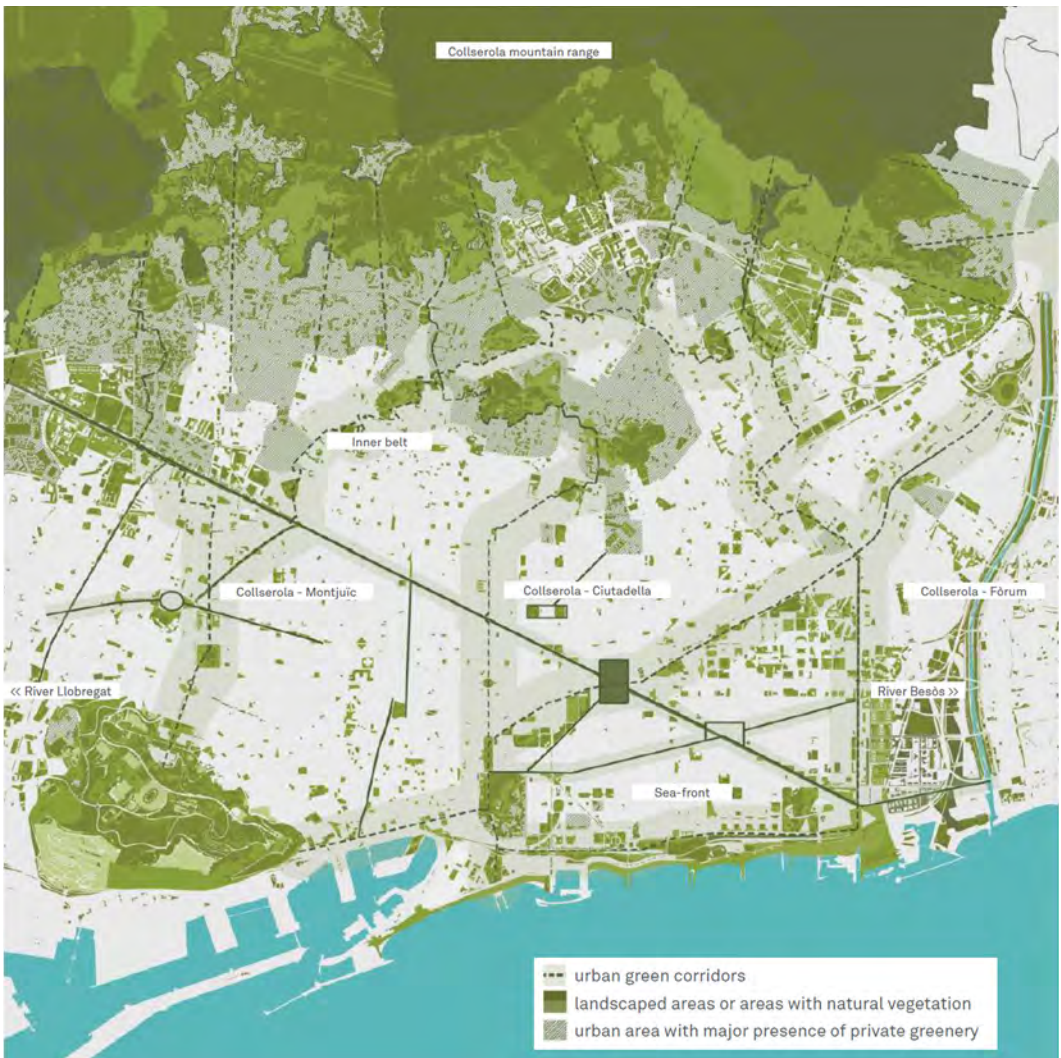 Collserola mountain range
Inner belt
Collserola - Montjuïc
Collserola - Ciutadella
Collserola - Fòrum
<< River Llobregat
River Besòs >>
Sea-front
urban green corridors
landscaped areas or areas with natural vegetation
urban area with major presence of private greenery